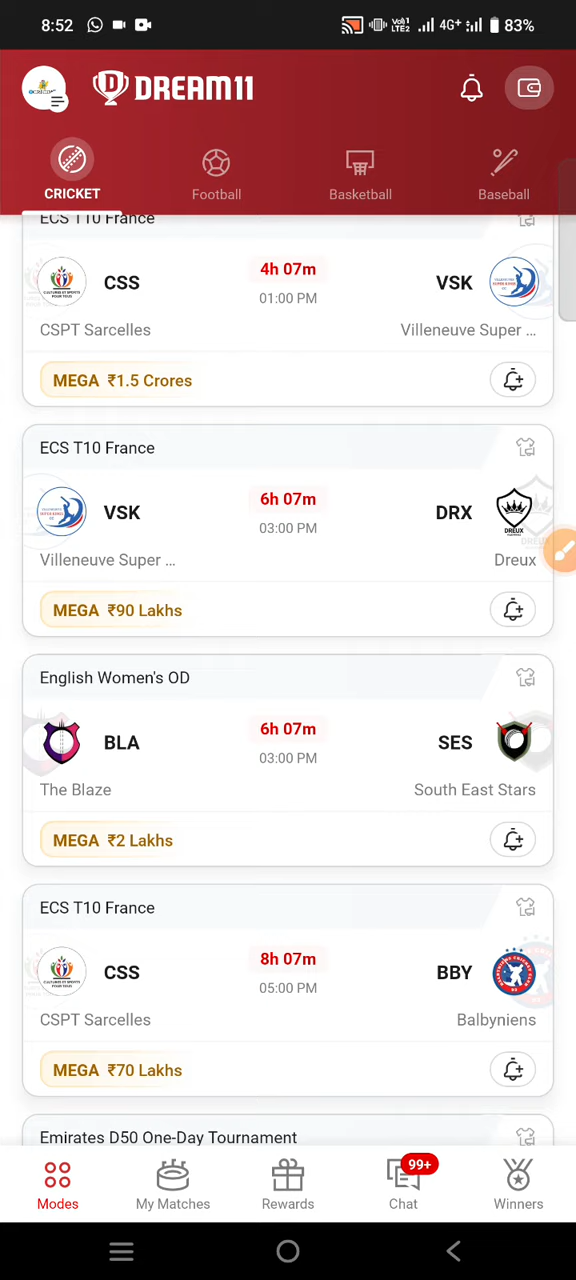 8:52 Vol) LTE2 4G+ 83%
DREAM11
CRICKET Football Basketball Baseball
ECS T10 France
CSS 4h 07m VSK
01:00 PM
CSPT Sarcelles Villeneuve Super ...
MEGA ₹1.5 Crores
ECS T10 France
VSK 6h 07m DRX
03:00 PM
DREUX
Villeneuve Super ... Dreux
MEGA ₹90 Lakhs
English Women's OD
BLA 6h 07m SES
03:00 PM
The Blaze South East Stars
MEGA ₹2 Lakhs
ECS T10 France
CSS 8h 07m BBY
05:00 PM
CSPT Sarcelles Balbyniens
MEGA ₹70 Lakhs
Emirates D50 One-Day Tournament
99+
Modes My Matches Rewards Chat Winners